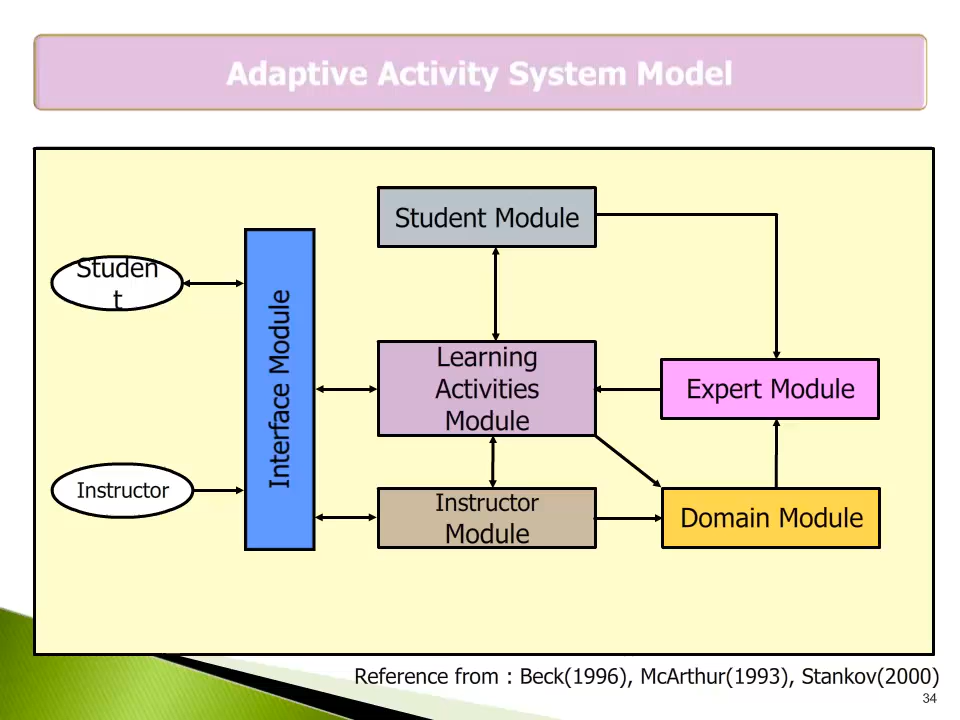 Adaptive Activity System Model
Student Module
Studen
t
Interface Module
Learning
Activities
Module
Expert Module
Instructor
Instructor
Module
Domain Module
Reference from : Beck(1996), McArthur(1993), Stankov(2000)
34